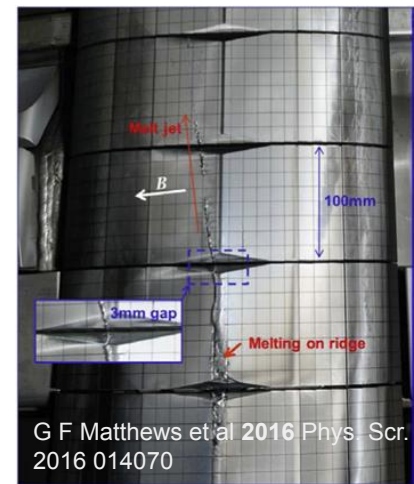 Melt jet
B
100mm
3mm gap
Melting on ridge
G F Matthews et al 2016 Phys. Scr.
2016 014070